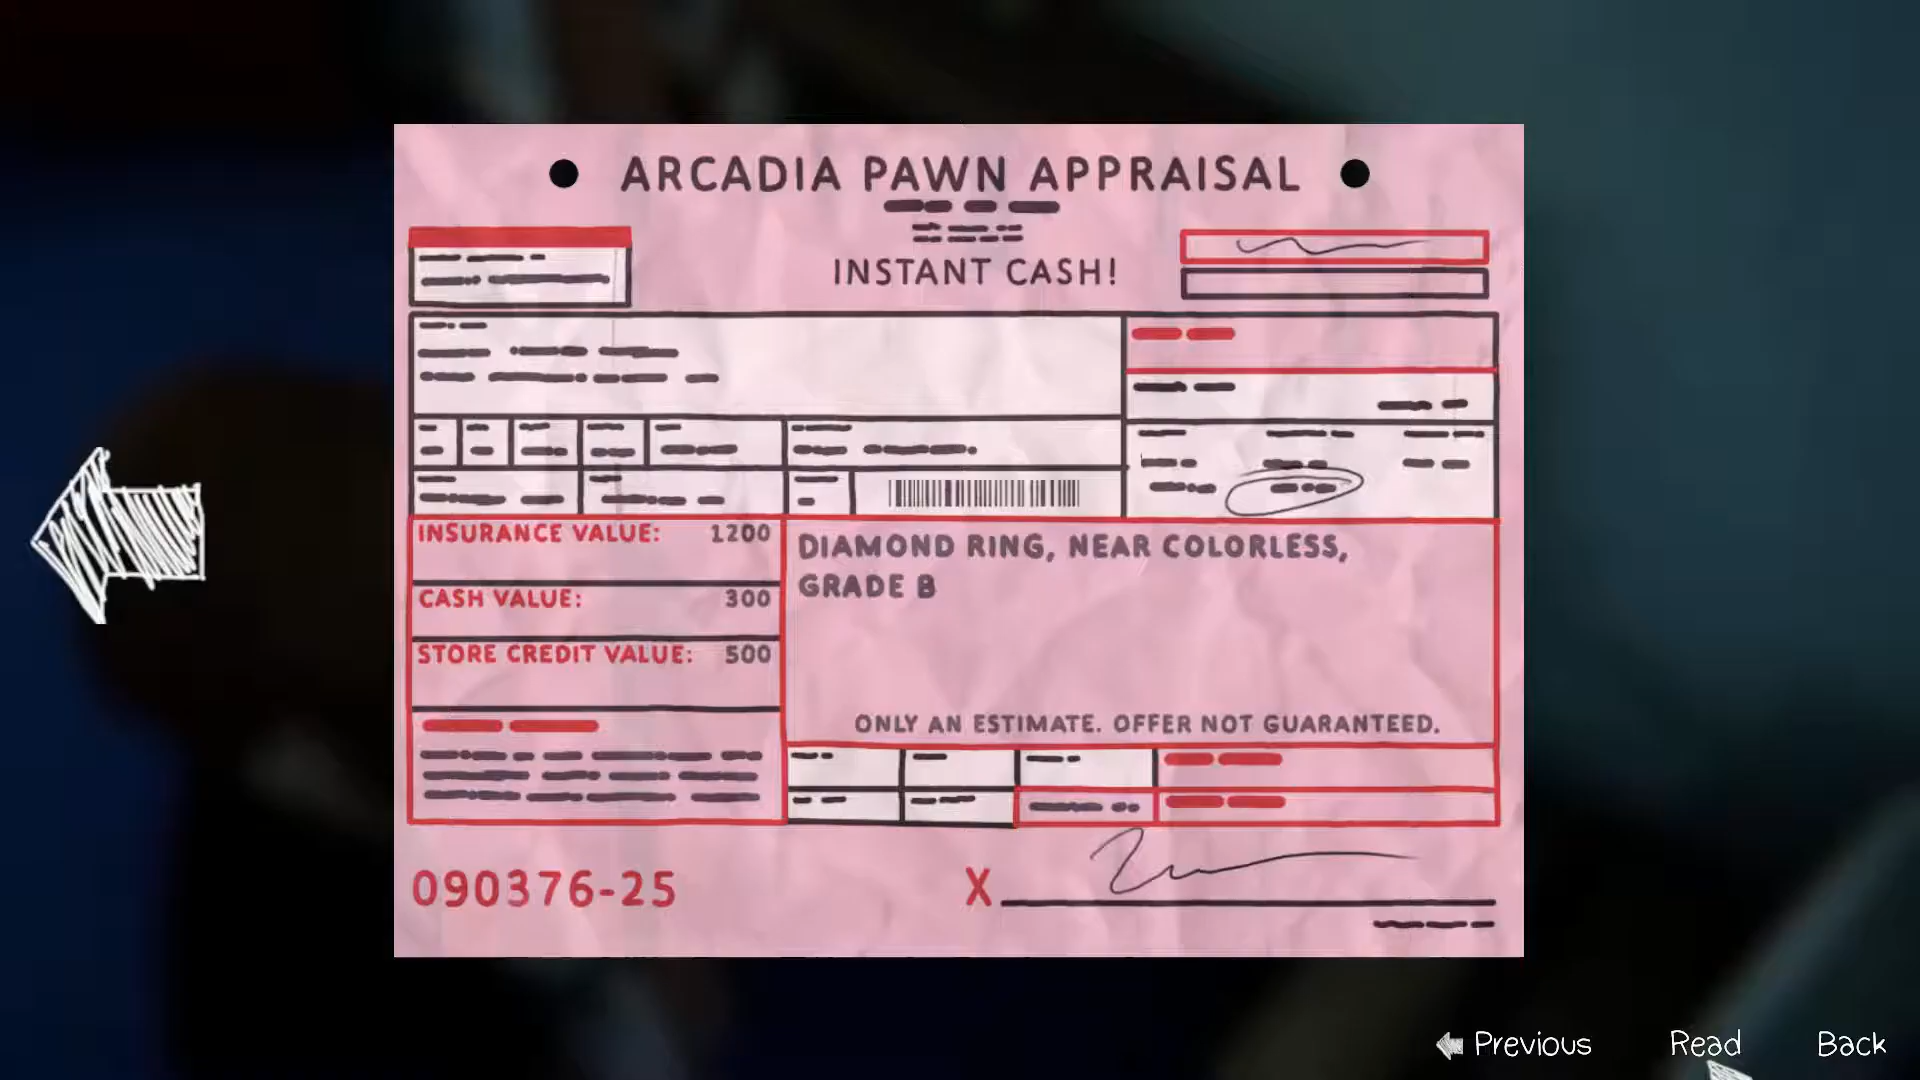 ARCADIA PAWN APPRAISAL
INSTANT CASH!
INSURANCE VALUE: 1200
CASH VALUE: 300
STORE CREDIT VALUE: 500
DIAMOND RING, NEAR COLORLESS,
GRADE B
ONLY AN ESTIMATE. OFFER NOT GUARANTEED.
090376-25
X
Previous
Read
Back